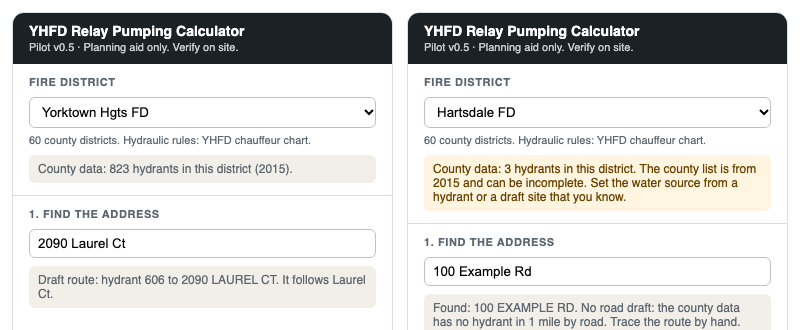 YHFD Relay Pumping Calculator
Pilot v0.5 · Planning aid only. Verify on site.
FIRE DISTRICT
Yorktown Hgts FD
60 county districts. Hydraulic rules: YHFD chauffeur chart.
County data: 823 hydrants in this district (2015).
1. FIND THE ADDRESS
2090 Laurel Ct
Draft route: hydrant 606 to 2090 LAUREL CT. It follows Laurel
Ct.
YHFD Relay Pumping Calculator
Pilot v0.5 · Planning aid only. Verify on site.
FIRE DISTRICT
Hartsdale FD
60 county districts. Hydraulic rules: YHFD chauffeur chart.
County data: 3 hydrants in this district. The county list is from
2015 and can be incomplete. Set the water source from a
hydrant or a draft site that you know.
1. FIND THE ADDRESS
100 Example Rd
Found: 100 EXAMPLE RD. No road draft: the county data
has no hydrant in 1 mile by road. Trace the route by hand.